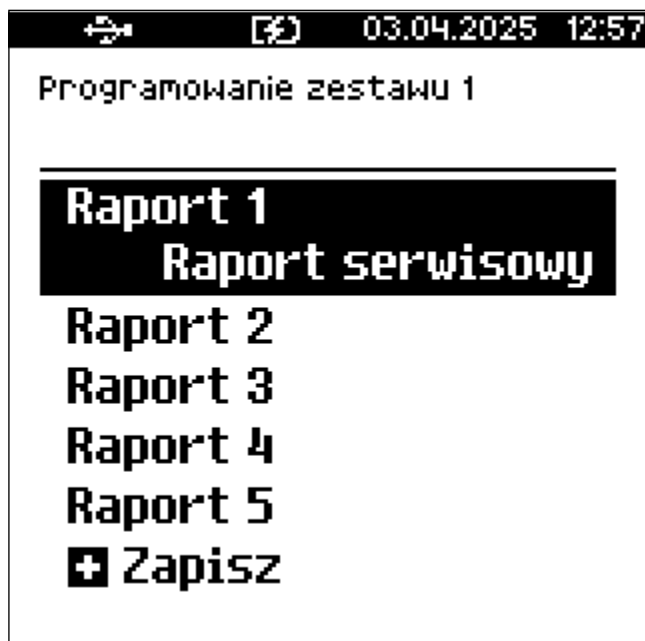 03.04.2025 12:57
Programowanie zestawu 1
Raport 1
Raport serwisowy
Raport 2
Raport 3
Raport 4
Raport 5
Zapisz